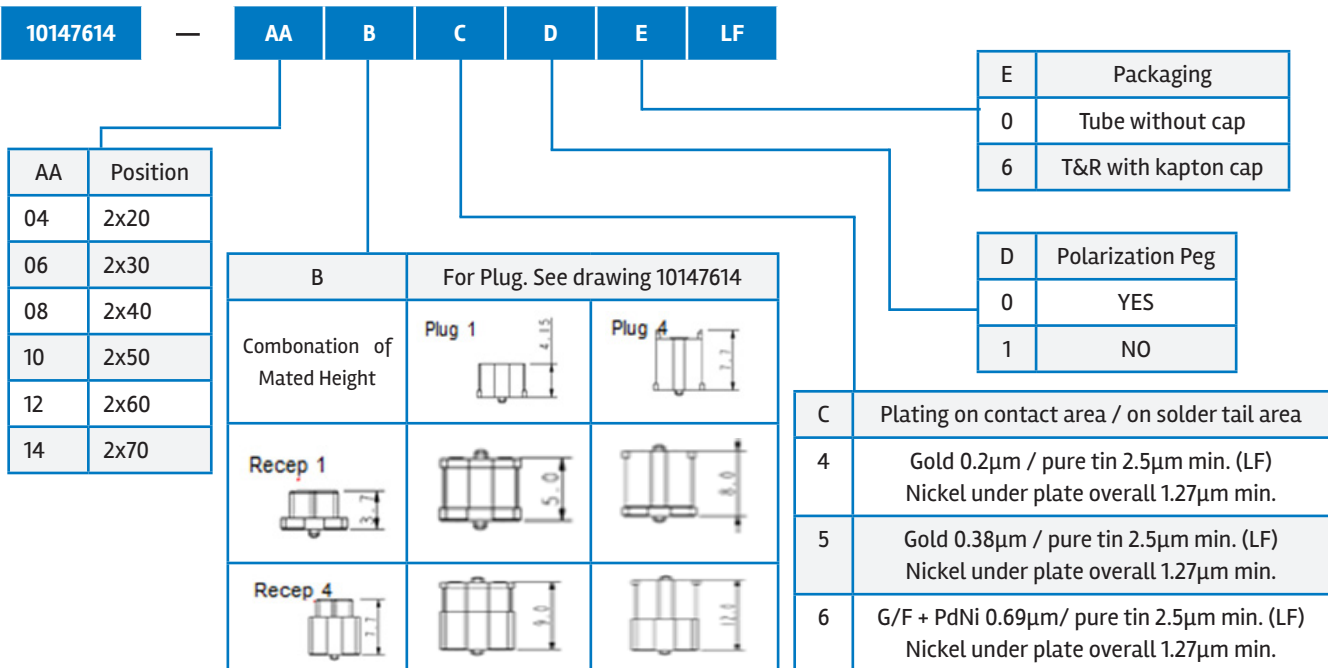 10147614 — AA B C D E LF
E Packaging
0 Tube without cap
6 T&R with kapton cap
AA Position
04 2x20
06 2x30
08 2x40
10 2x50
12 2x60
14 2x70
D Polarization Peg
0 YES
1 NO
B For Plug. See drawing 10147614
Combonation of
Mated Height
Plug 1
4.15
Plug 4
7.7
Recep 1
3.7
5.0
8.0
Recep 4
7.7
9.0
12.0
C Plating on contact area / on solder tail area
4 Gold 0.2µm / pure tin 2.5µm min. (LF)
Nickel under plate overall 1.27µm min.
5 Gold 0.38µm / pure tin 2.5µm min. (LF)
Nickel under plate overall 1.27µm min.
6 G/F + PdNi 0.69µm/ pure tin 2.5µm min. (LF)
Nickel under plate overall 1.27µm min.